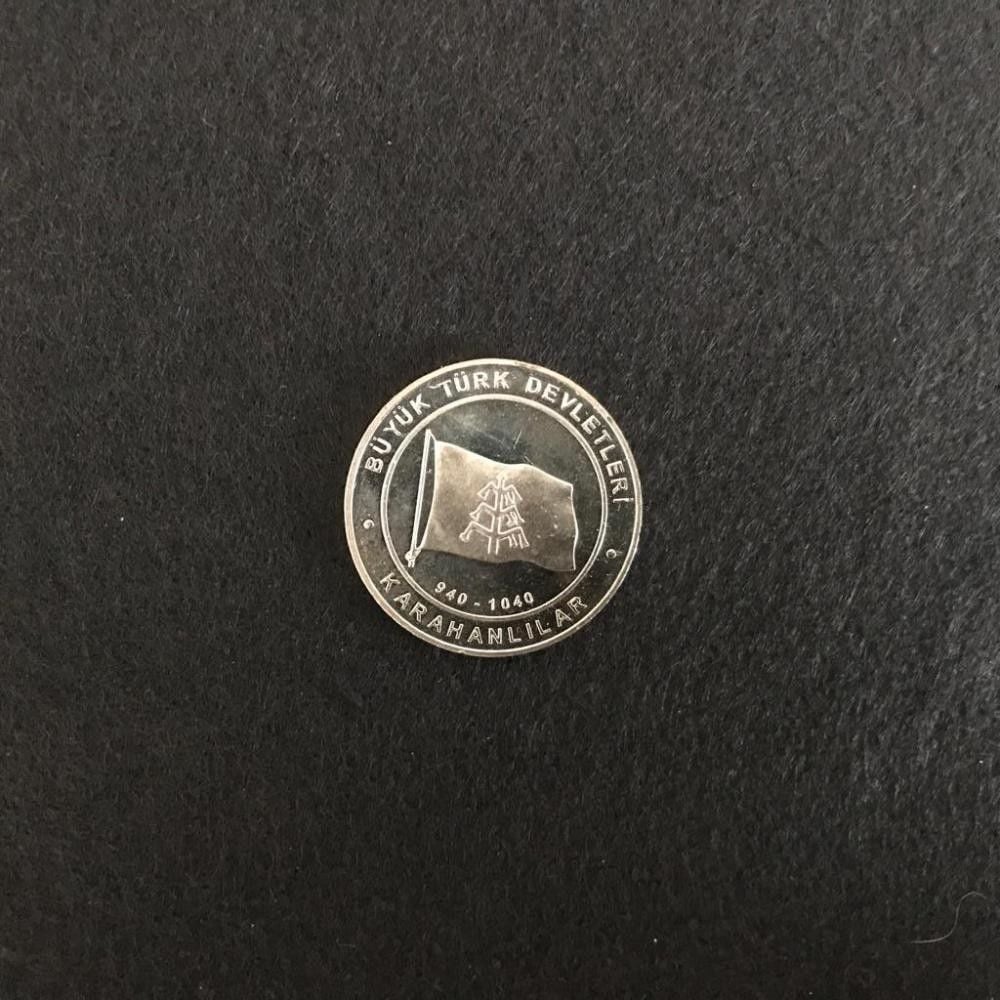 BÜYÜK TÜRK DEVLETLERİ
940 - 1040
KARAHANLILAR